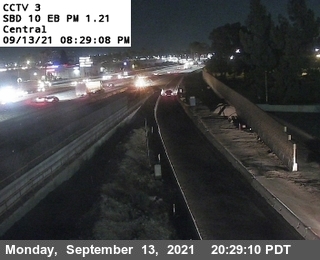 CCTV 3
SBD 10 EB PM 1.21
Central
09/13/21 08:29:08 PM
Monday, September 13, 2021 20:29:10 PDT